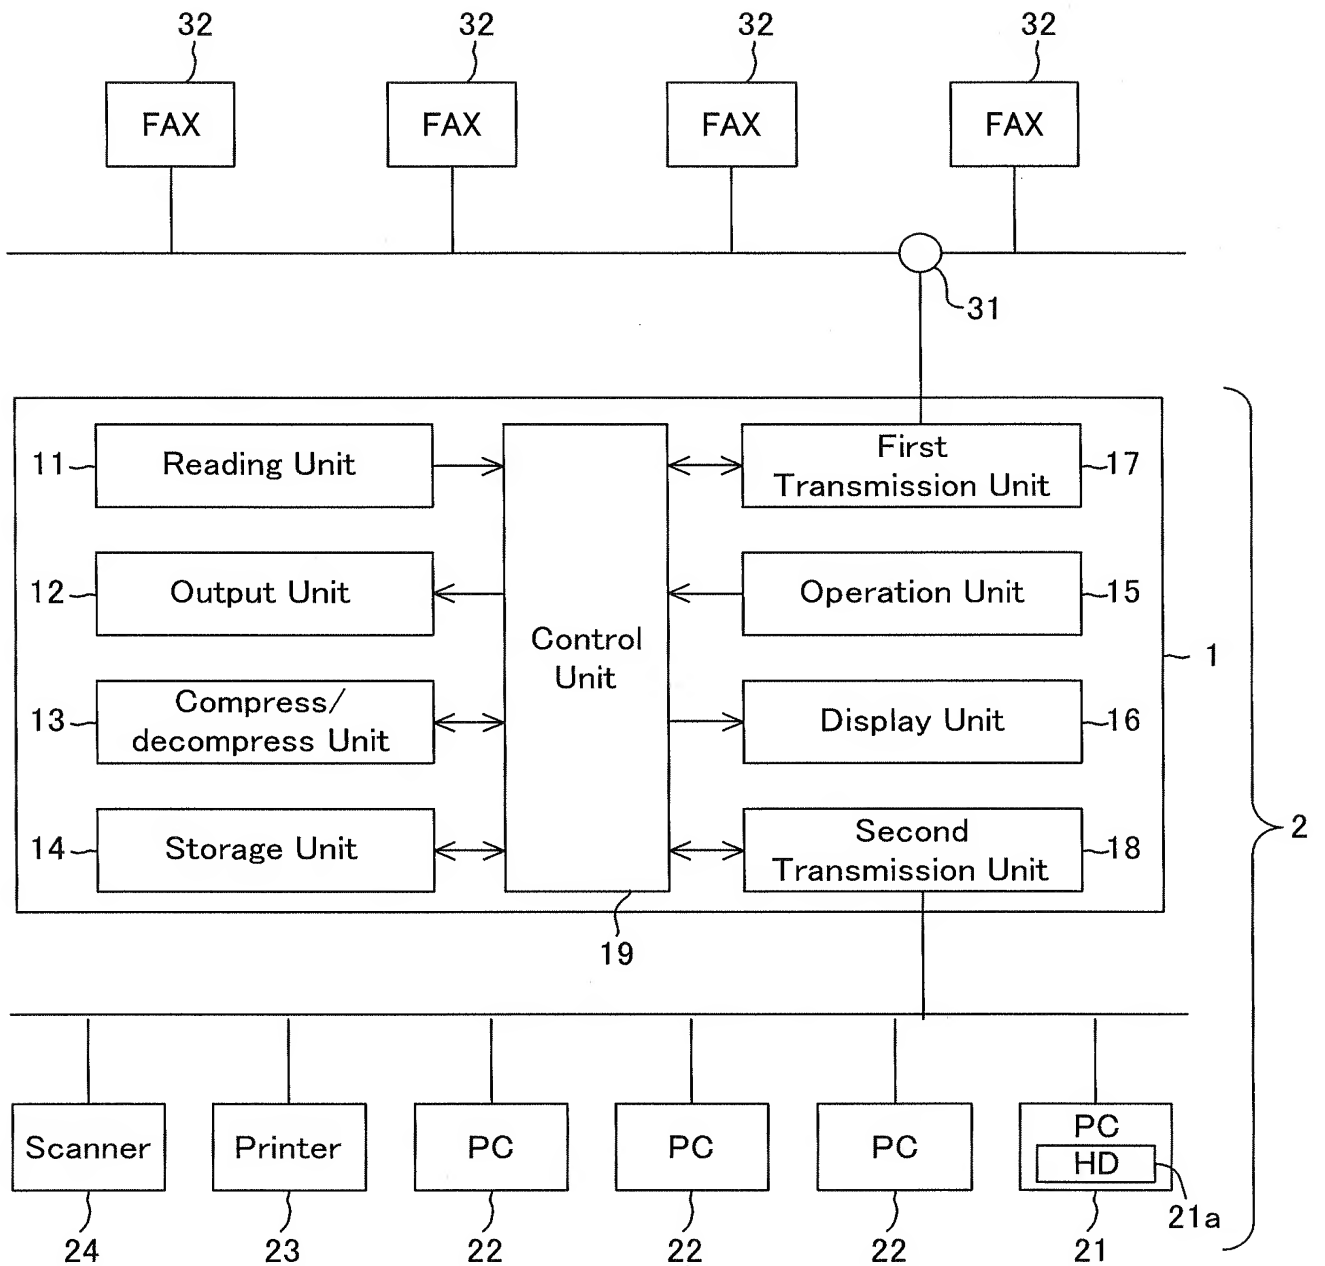 32 32 32 32
FAX FAX FAX FAX
31
11 Reading Unit
First
Transmission Unit 17
12 Output Unit
Operation Unit 15
Control
Unit
1
13 Compress/
decompress Unit
Display Unit 16
14 Storage Unit
Second
Transmission Unit 18
2
19
Scanner Printer PC PC PC PC
HD
21a
24 23 22 22 22 21